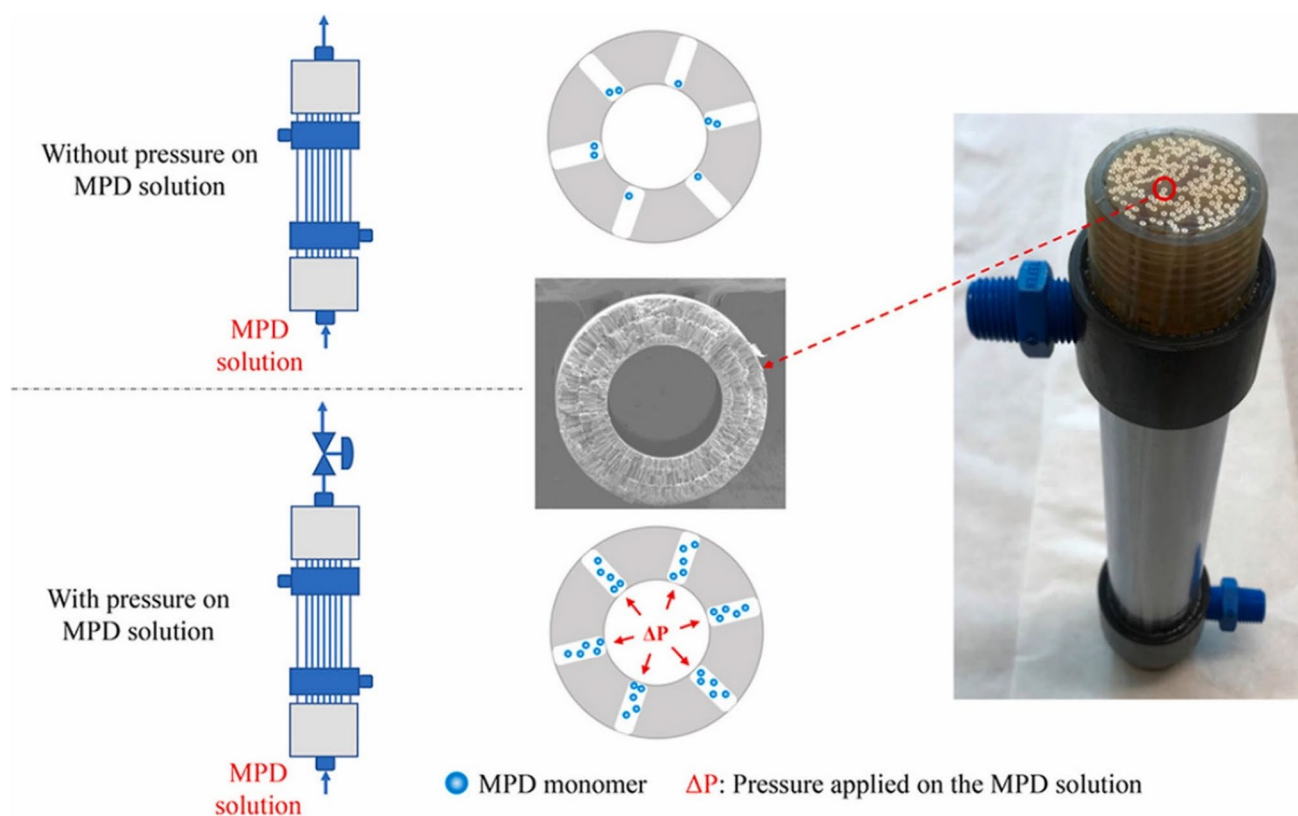 Without pressure on
MPD solution
MPD
solution
With pressure on
MPD solution
ΔP
MPD
solution
MPD monomer
ΔP: Pressure applied on the MPD solution